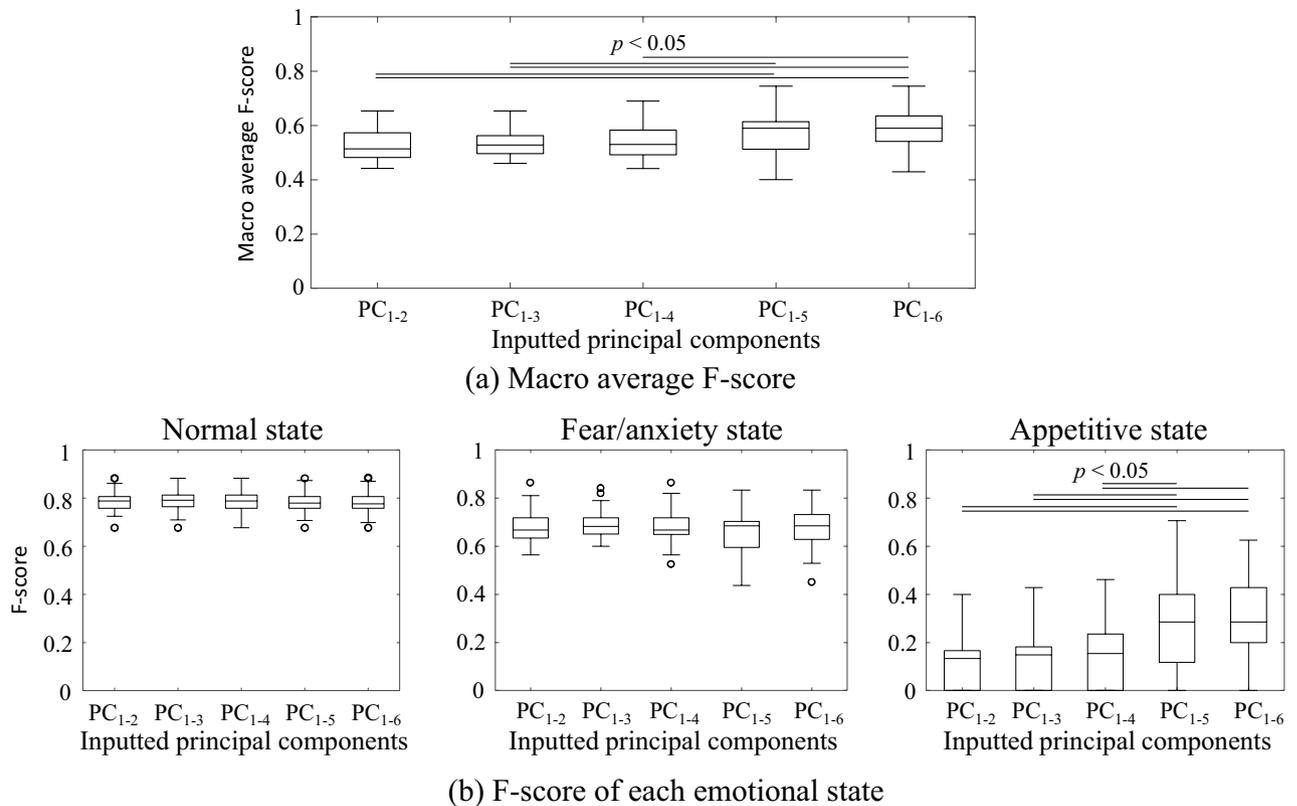 1
0.8
0.6
0.4
0.2
0
Macro average F-score
p < 0.05
PC1-2 PC1-3 PC1-4 PC1-5 PC1-6
Inputted principal components
(a) Macro average F-score
Normal state
1
0.8
0.6
0.4
0.2
0
F-score
PC1-2 PC1-3 PC1-4 PC1-5 PC1-6
Inputted principal components
Fear/anxiety state
1
0.8
0.6
0.4
0.2
0
PC1-2 PC1-3 PC1-4 PC1-5 PC1-6
Inputted principal components
Appetitive state
p < 0.05
1
0.8
0.6
0.4
0.2
0
PC1-2 PC1-3 PC1-4 PC1-5 PC1-6
Inputted principal components
(b) F-score of each emotional state